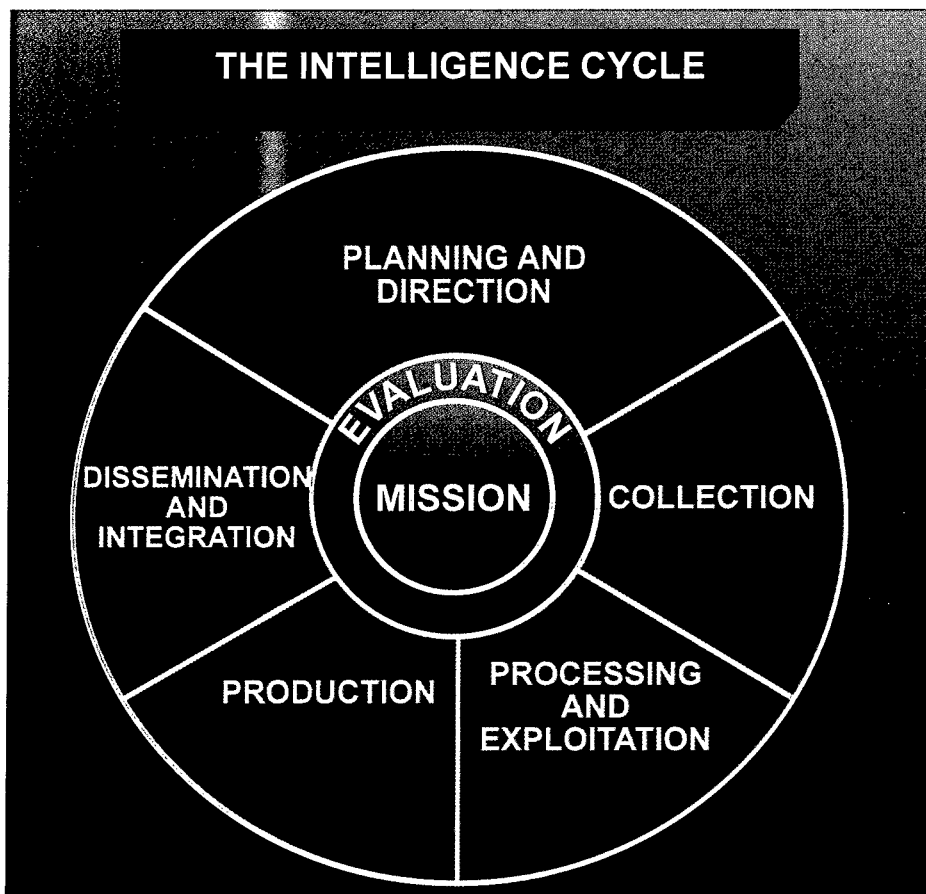 THE INTELLIGENCE CYCLE
PLANNING AND
DIRECTION
EVALUATION
MISSION
COLLECTION
DISSEMINATION
AND
INTEGRATION
PRODUCTION
PROCESSING
AND
EXPLOITATION